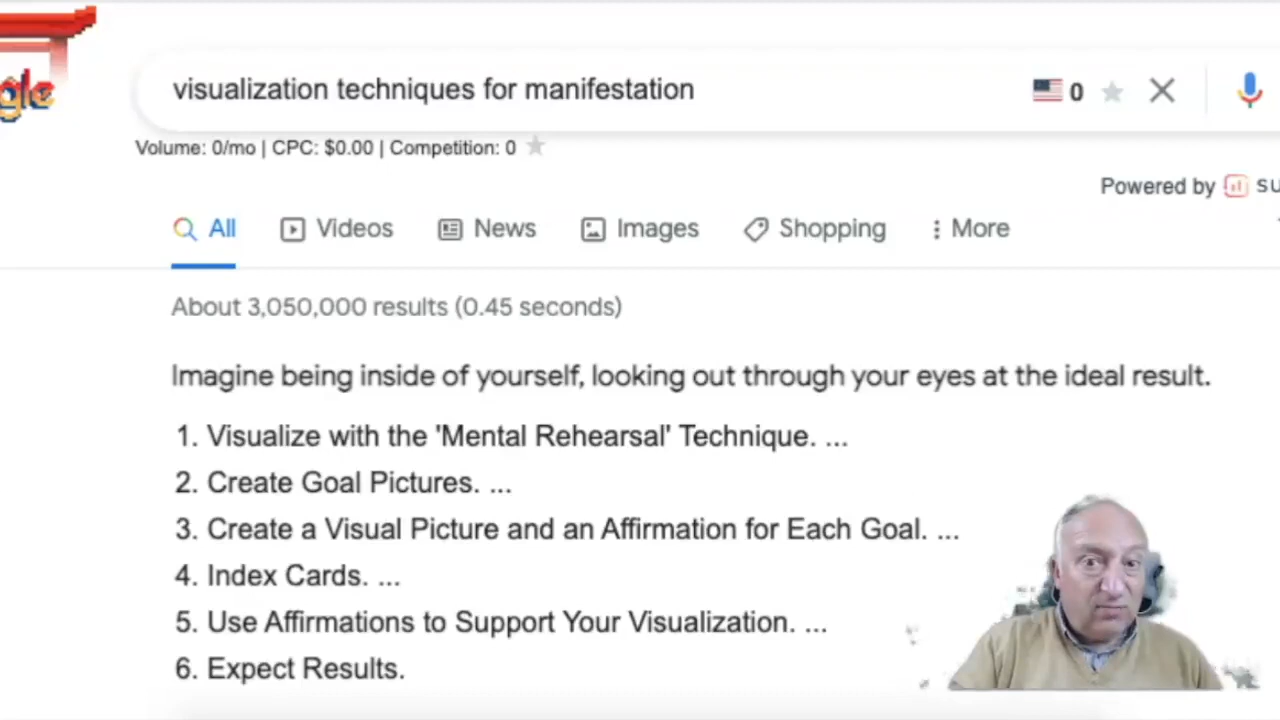 gle
visualization techniques for manifestation
0
Volume: 0/mo | CPC: $0.00 | Competition: 0
Powered by su
All Videos News Images Shopping More
About 3,050,000 results (0.45 seconds)
Imagine being inside of yourself, looking out through your eyes at the ideal result.
1. Visualize with the 'Mental Rehearsal' Technique. ...
2. Create Goal Pictures. ...
3. Create a Visual Picture and an Affirmation for Each Goal. ...
4. Index Cards. ...
5. Use Affirmations to Support Your Visualization. ...
6. Expect Results.